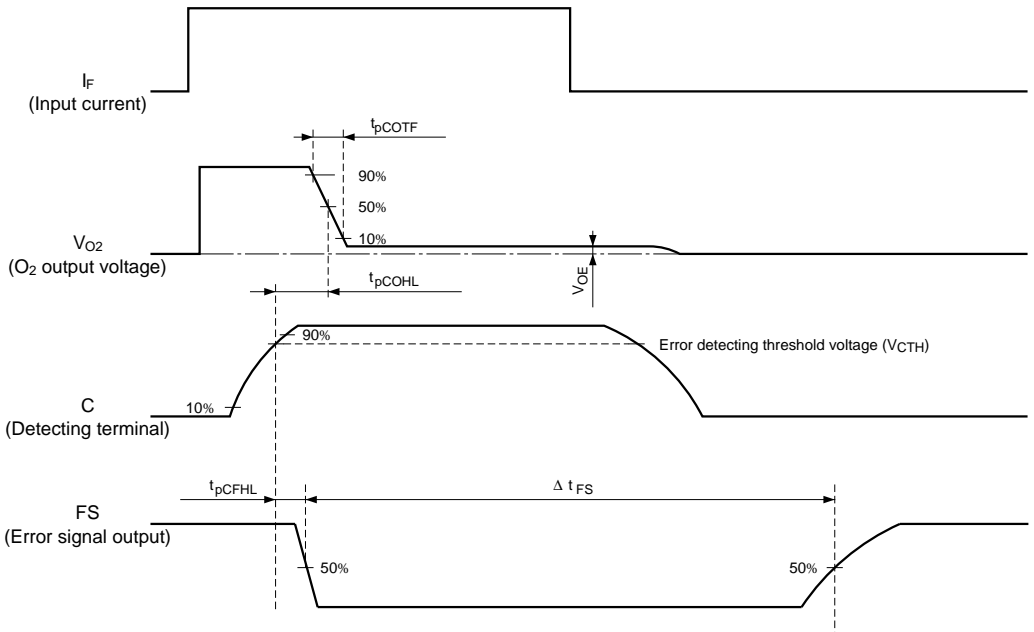 IF
(Input current)
tpCOTF
90%
50%
10%
VO2
(O2 output voltage)
VOE
tpCOHL
90%
Error detecting threshold voltage (VCTH)
10%
C
(Detecting terminal)
tpCFHL
Δ tFS
FS
(Error signal output)
50%
50%